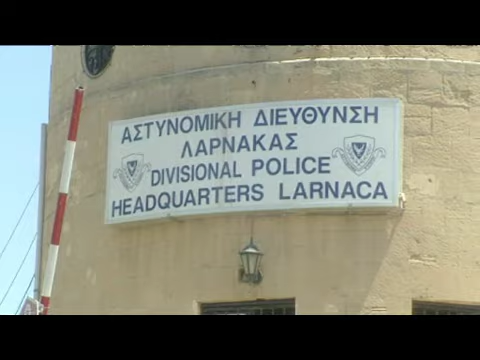 ΑΣΤΥΝΟΜΙΚΗ ΔΙΕΥΘΥΝΣΗ
ΛΑΡΝΑΚΑΣ
DIVISIONAL POLICE
HEADQUARTERS LARNACA